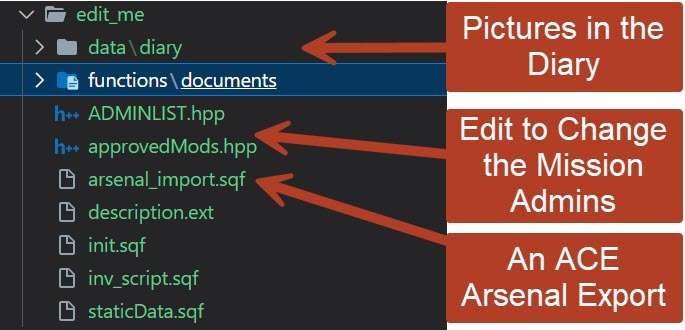 edit_me
data\diary
functions\documents
h++ ADMINLIST.hpp
h++ approvedMods.hpp
arsenal_import.sqf
description.ext
init.sqf
inv_script.sqf
staticData.sqf
Pictures in the
Diary
Edit to Change
the Mission
Admins
An ACE
Arsenal Export